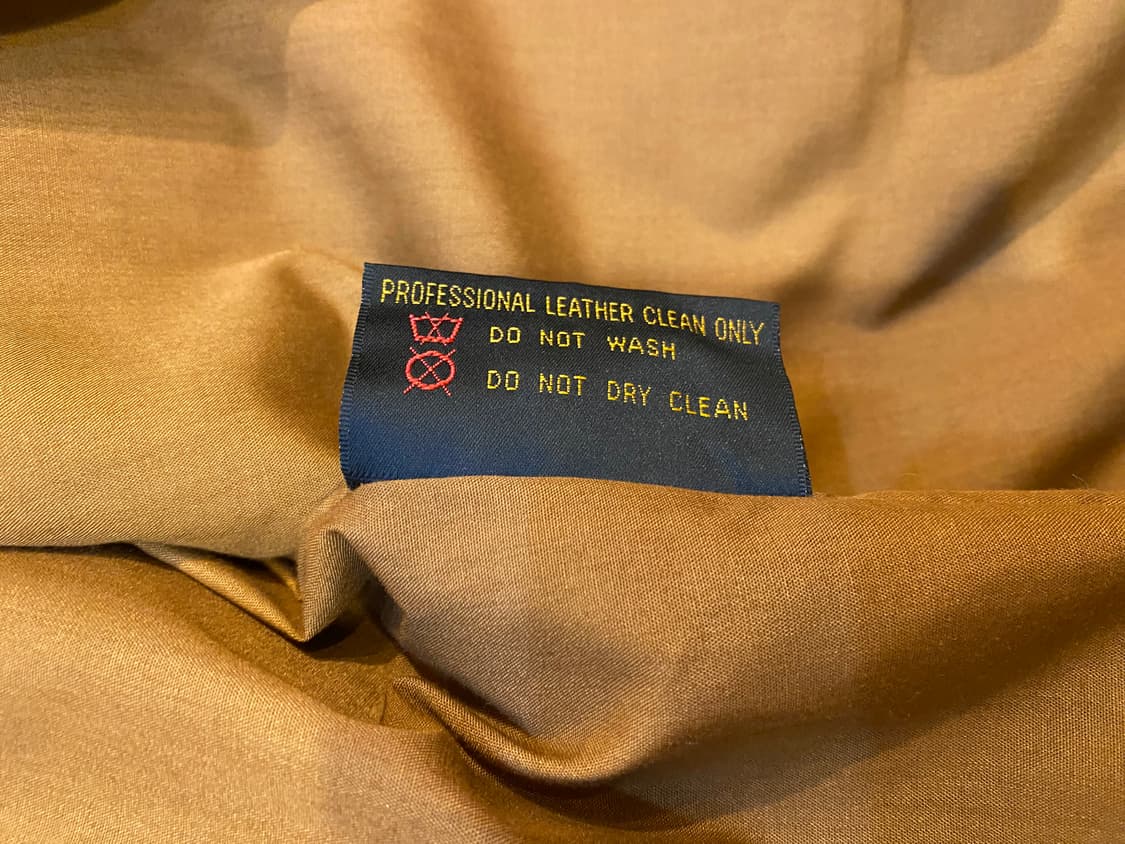 PROFESSIONAL LEATHER CLEAN ONLY
DO NOT WASH
DO NOT DRY CLEAN